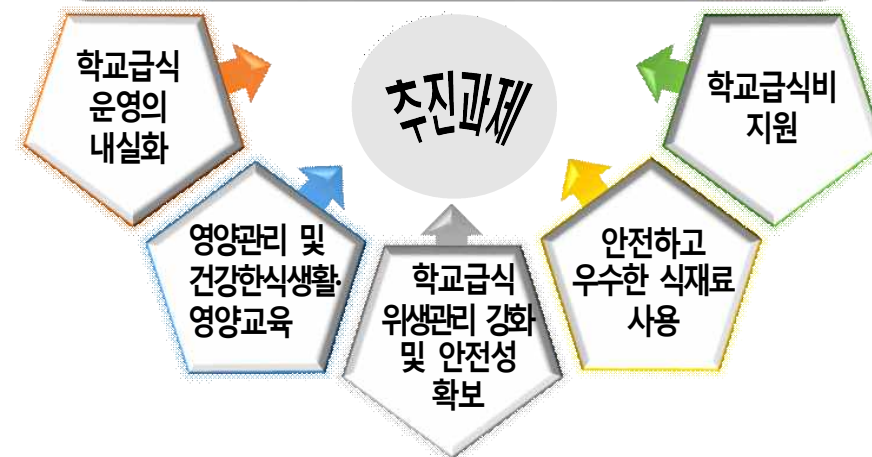 추진과제
학교급식
운영의
내실화
영양관리 및
건강한식생활·
영양교육
학교급식
위생관리 강화
및 안전성
확보
안전하고
우수한 식재료
사용
학교급식비
지원